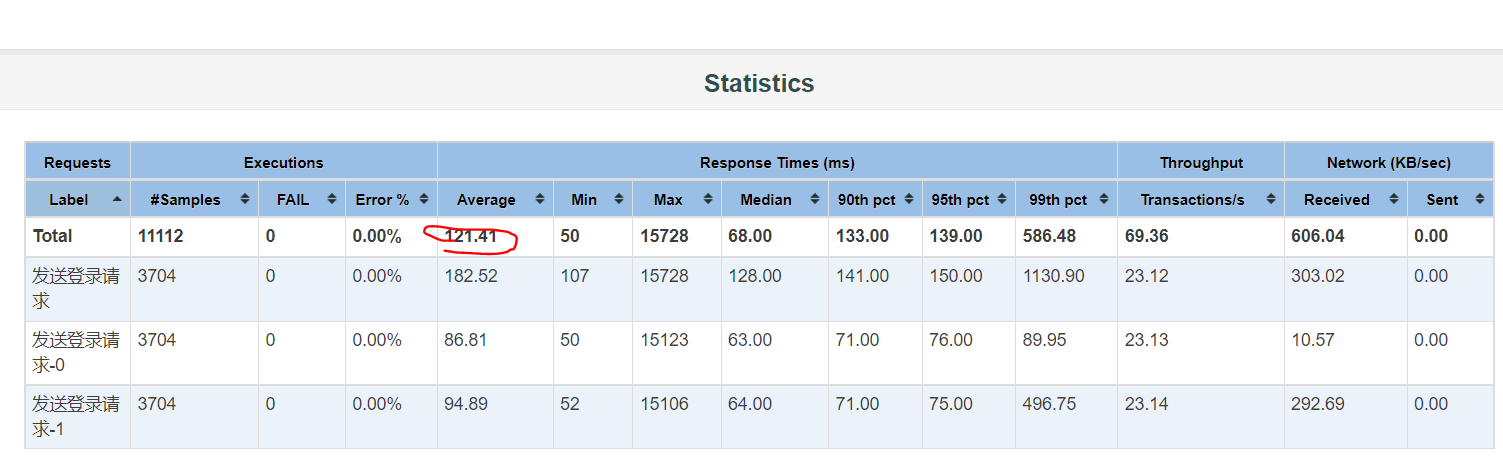 Statistics
Requests Executions Response Times (ms) Throughput Network (KB/sec)
Label #Samples FAIL Error % Average Min Max Median 90th pct 95th pct 99th pct Transactions/s Received Sent
Total 11112 0 0.00% 121.41 50 15728 68.00 133.00 139.00 586.48 69.36 606.04 0.00
发送登录请 3704 0 0.00% 182.52 107 15728 128.00 141.00 150.00 1130.90 23.12 303.02 0.00
求
发送登录请 3704 0 0.00% 86.81 50 15123 63.00 71.00 76.00 89.95 23.13 10.57 0.00
求-0
发送登录请 3704 0 0.00% 94.89 52 15106 64.00 71.00 75.00 496.75 23.14 292.69 0.00
求-1